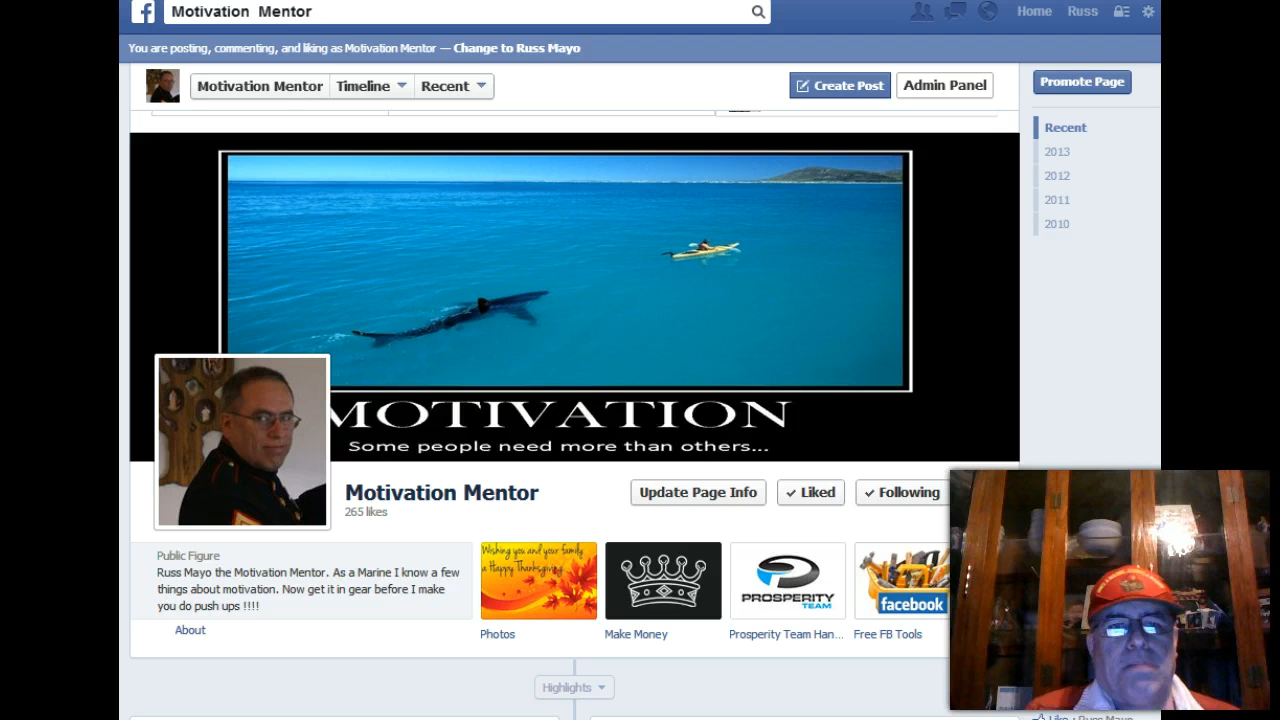 Motivation Mentor
Home Russ
You are posting, commenting, and liking as Motivation Mentor — Change to Russ Mayo
Motivation Mentor Timeline Recent Create Post Admin Panel
Promote Page
Recent
2013
2012
2011
2010
MOTIVATION
Some people need more than others...
Motivation Mentor
265 likes
Update Page Info Liked Following
Public Figure
Russ Mayo the Motivation Mentor. As a Marine I know a few
things about motivation. Now get it in gear before I make
you do push ups !!!!
About
Wishing you and your family
a Happy Thanksgiving
PROSPERITY
TEAM
facebook
Photos Make Money Prosperity Team Han... Free FB Tools
Highlights
Like Russ Mayo